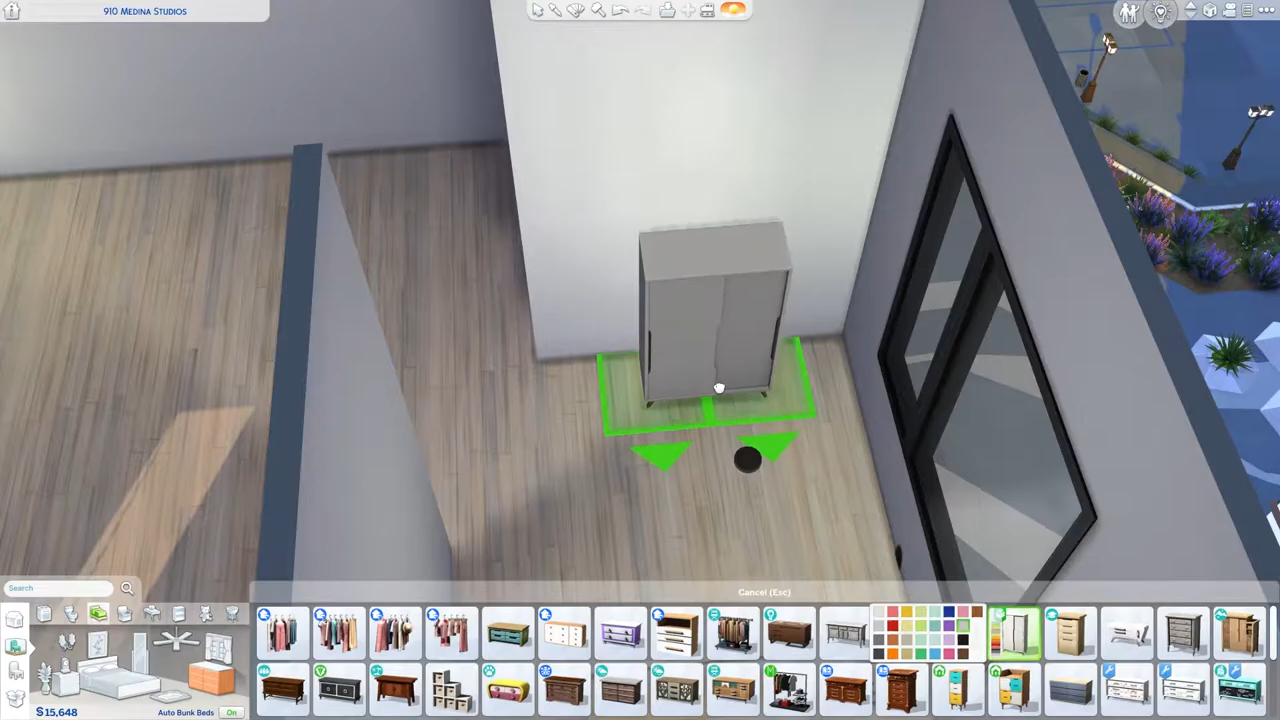 910 Medina Studios
Cancel (Esc)
Search
§15,648
Auto Bunk Beds
On